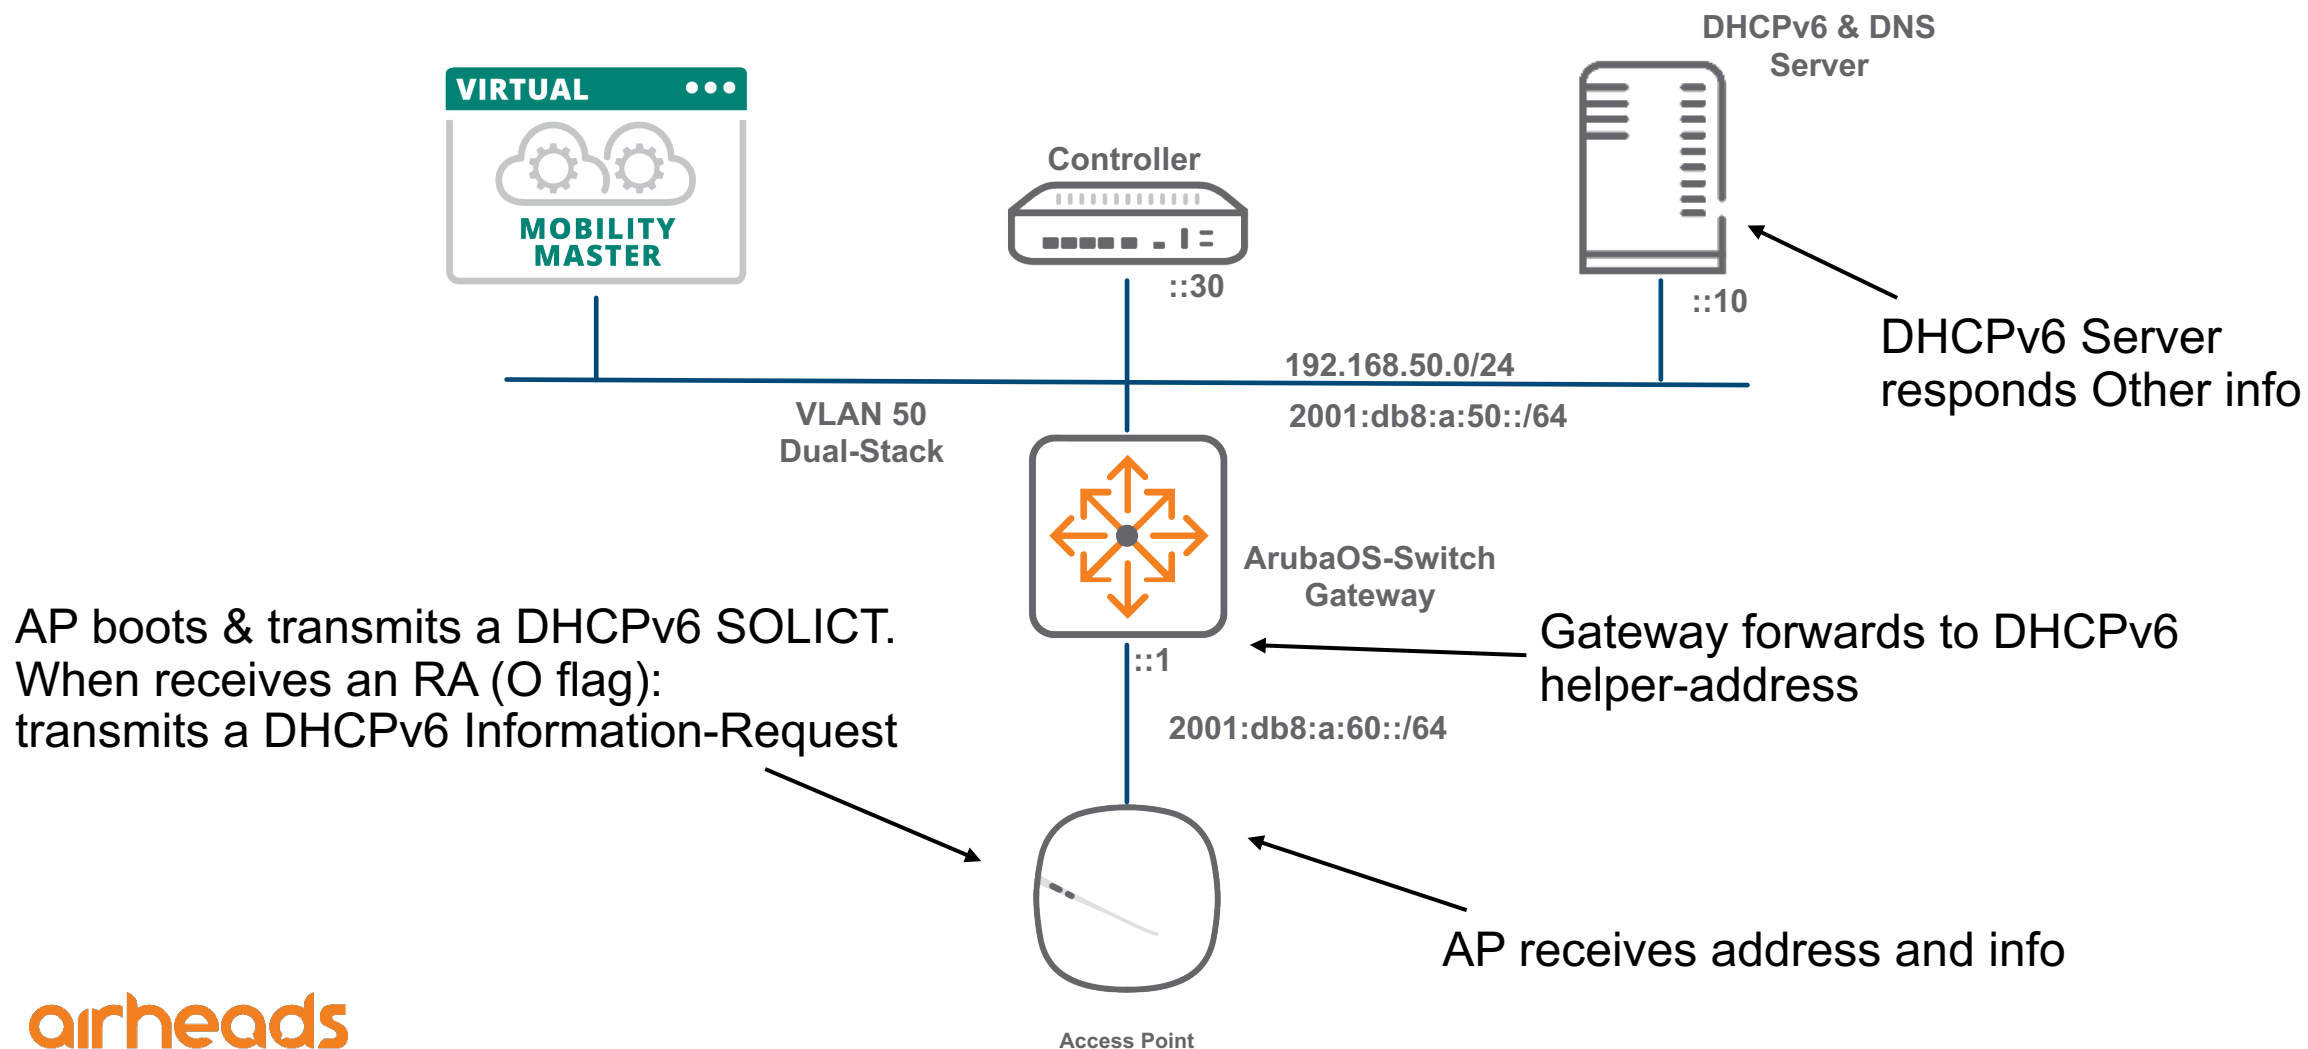 DHCPv6 & DNS
Server
VIRTUAL
MOBILITY
MASTER
Controller
::30
::10
DHCPv6 Server
responds Other info
192.168.50.0/24
VLAN 50
Dual-Stack
2001:db8:a:50::/64
ArubaOS-Switch
Gateway
AP boots & transmits a DHCPv6 SOLICT.
When receives an RA (O flag):
transmits a DHCPv6 Information-Request
::1
Gateway forwards to DHCPv6
helper-address
2001:db8:a:60::/64
AP receives address and info
airheads
Access Point